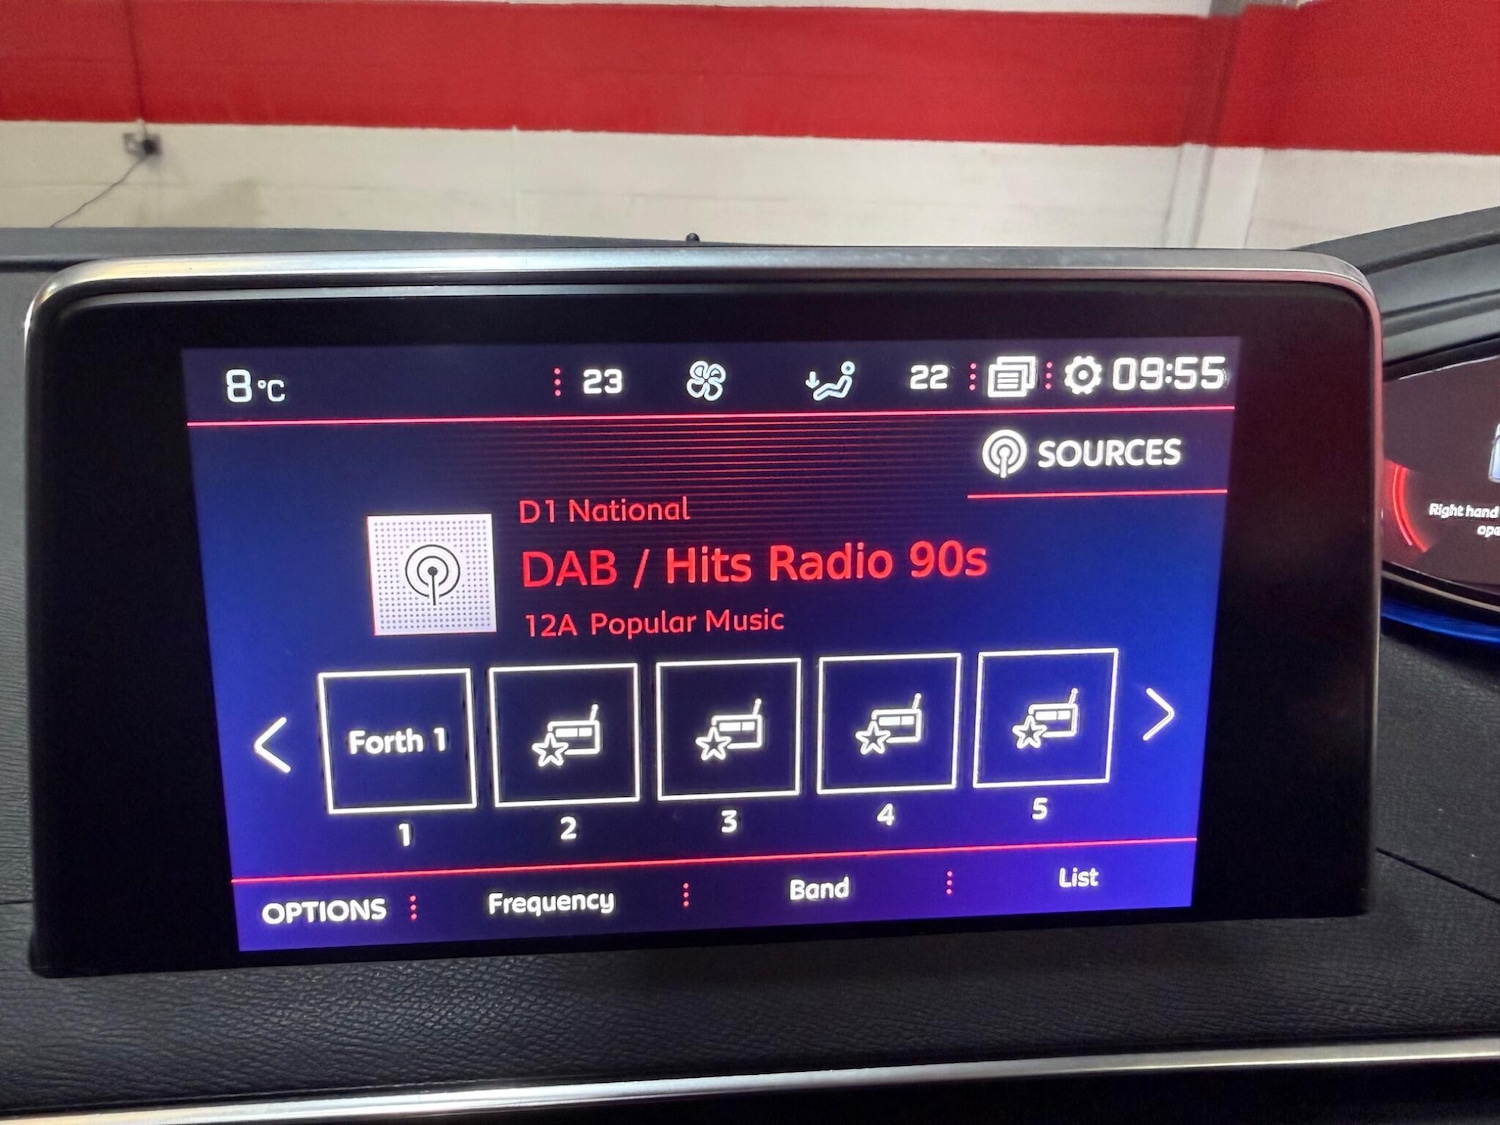 8°C 23 22 09:55
SOURCES
D1 National
DAB / Hits Radio 90s
12A Popular Music
Forth 1
1 2 3 4 5
OPTIONS Frequency Band List
Right hand